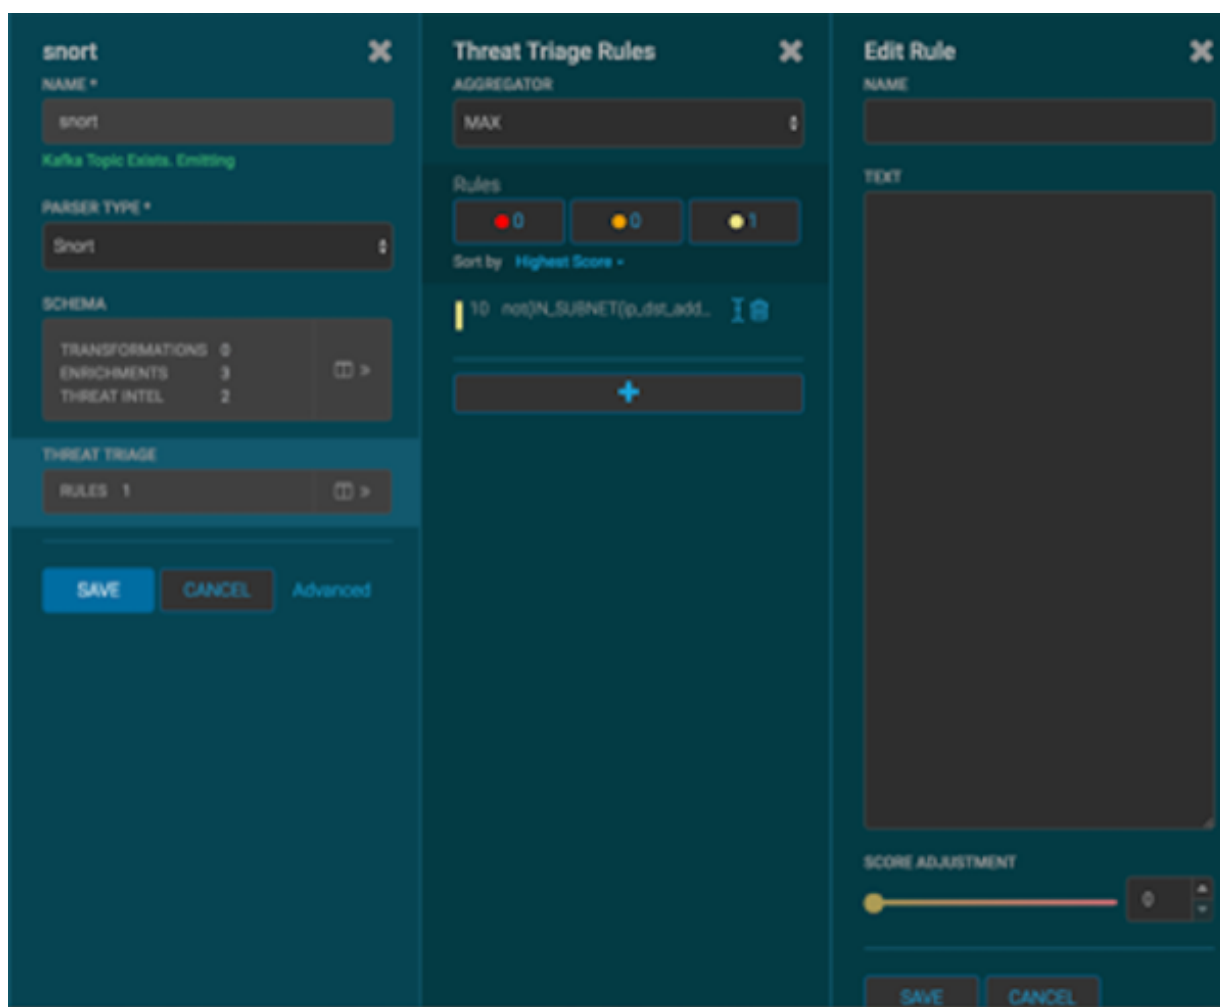 snort
NAME *
snort
Kafka Topic Exists. Emitting
PARSER TYPE *
Snort
SCHEMA
TRANSFORMATIONS 0
ENRICHMENTS 3
THREAT INTEL 2
THREAT TRIAGE
RULES 1
SAVE CANCEL Advanced
Threat Triage Rules
AGGREGATOR
MAX
Rules
0 0 1
Sort by Highest Score
10 not(IN_SUBNET(ip_dst_add...
Edit Rule
NAME
TEXT
SCORE ADJUSTMENT
0
SAVE CANCEL